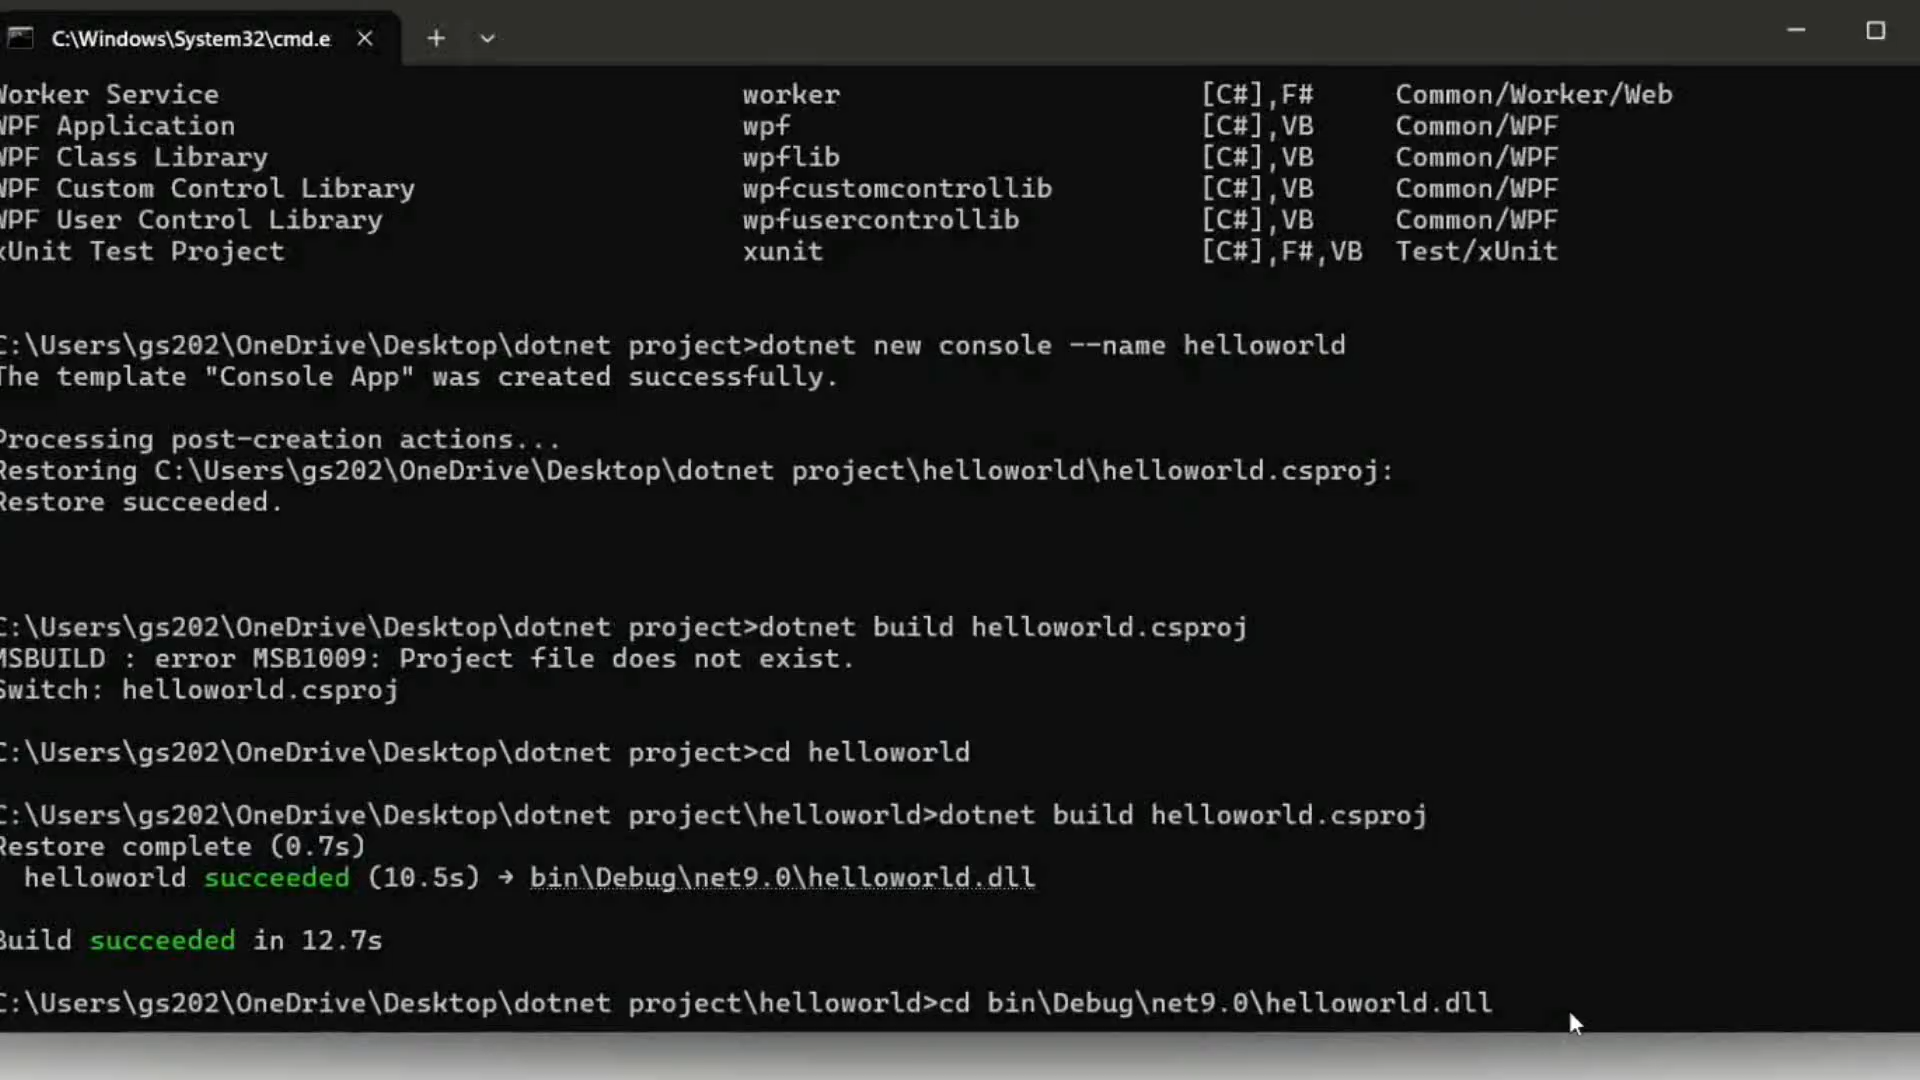 C:\Windows\System32\cmd.e
Worker Service worker [C#],F# Common/Worker/Web
WPF Application wpf [C#],VB Common/WPF
WPF Class Library wpflib [C#],VB Common/WPF
WPF Custom Control Library wpfcustomcontrollib [C#],VB Common/WPF
WPF User Control Library wpfusercontrollib [C#],VB Common/WPF
xUnit Test Project xunit [C#],F#,VB Test/xUnit
C:\Users\gs202\OneDrive\Desktop\dotnet project>dotnet new console --name helloworld
The template "Console App" was created successfully.
Processing post-creation actions...
Restoring C:\Users\gs202\OneDrive\Desktop\dotnet project\helloworld\helloworld.csproj:
Restore succeeded.
C:\Users\gs202\OneDrive\Desktop\dotnet project>dotnet build helloworld.csproj
MSBUILD : error MSB1009: Project file does not exist.
Switch: helloworld.csproj
C:\Users\gs202\OneDrive\Desktop\dotnet project>cd helloworld
C:\Users\gs202\OneDrive\Desktop\dotnet project\helloworld>dotnet build helloworld.csproj
Restore complete (0.7s)
helloworld succeeded (10.5s) → bin\Debug\net9.0\helloworld.dll
Build succeeded in 12.7s
C:\Users\gs202\OneDrive\Desktop\dotnet project\helloworld>cd bin\Debug\net9.0\helloworld.dll